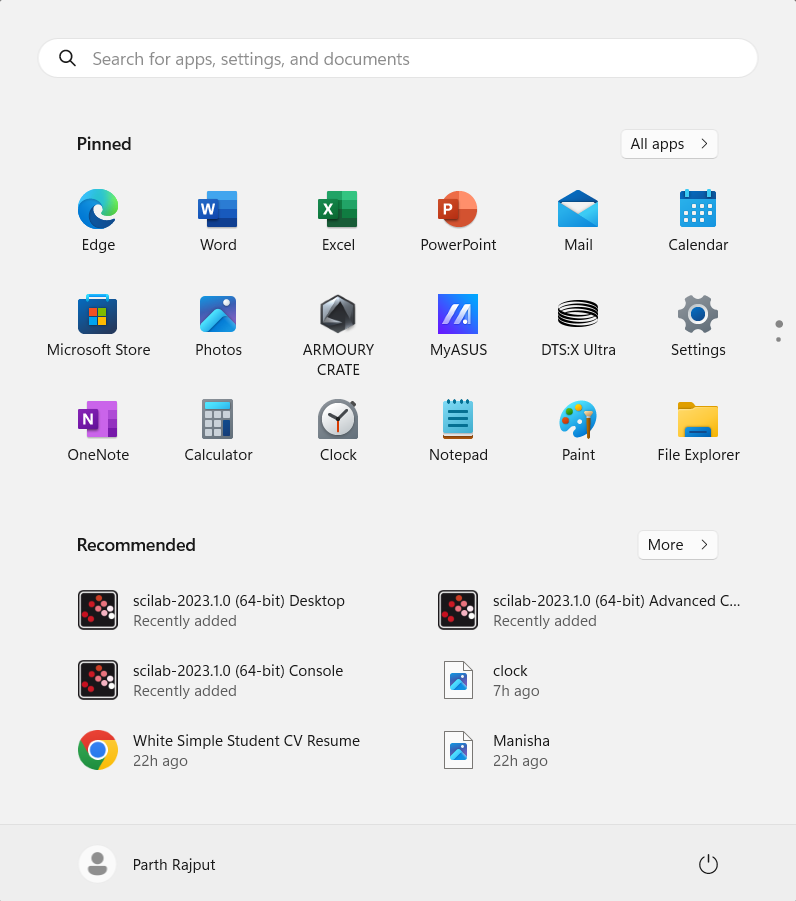 Search for apps, settings, and documents
Pinned
All apps
Edge
Word
Excel
PowerPoint
Mail
Calendar
Microsoft Store
Photos
ARMOURY
CRATE
MyASUS
DTS:X Ultra
Settings
OneNote
Calculator
Clock
Notepad
Paint
File Explorer
Recommended
More
scilab-2023.1.0 (64-bit) Desktop
Recently added
scilab-2023.1.0 (64-bit) Advanced C...
Recently added
scilab-2023.1.0 (64-bit) Console
Recently added
clock
7h ago
White Simple Student CV Resume
22h ago
Manisha
22h ago
Parth Rajput